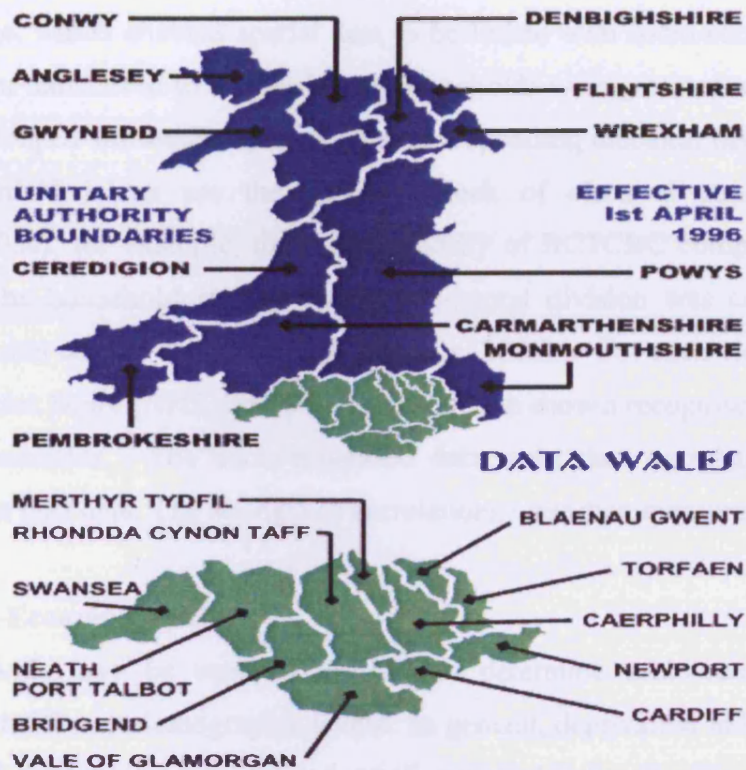 CONWY
DENBIGHSHIRE
ANGLESEY
FLINTSHIRE
GWYNEDD
WREXHAM
UNITARY
AUTHORITY
BOUNDARIES
EFFECTIVE
1st APRIL
1996
CEREDIGION
POWYS
CARMARTHENSHIRE
MONMOUTHSHIRE
PEMBROKESHIRE
DATA WALES
MERTHYR TYDFIL
RHONDDA CYNON TAFF
BLAENAU GWENT
TORFAEN
SWANSEA
CAERPHILLY
NEATH
PORT TALBOT
NEWPORT
BRIDGEND
CARDIFF
VALE OF GLAMORGAN